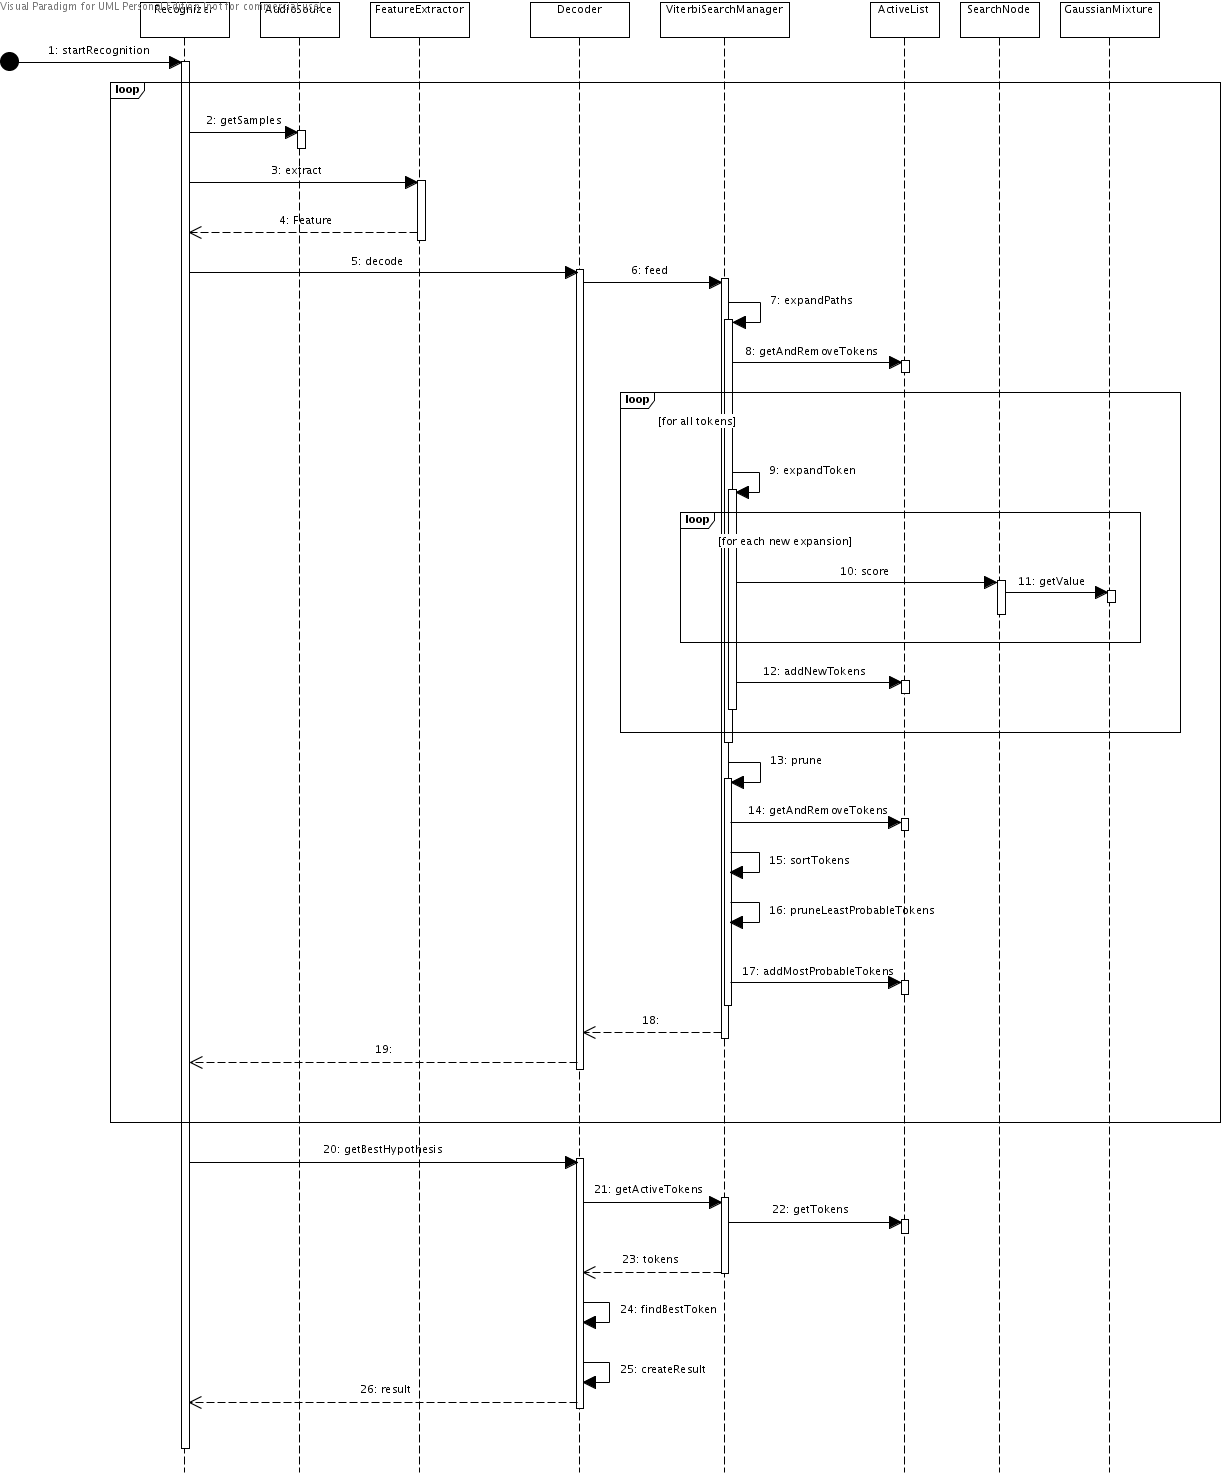 Visual Paradigm for UML Personal Edition [not for commercial use]
Recognizer
AudioSource
FeatureExtractor
Decoder
ViterbiSearchManager
ActiveList
SearchNode
GaussianMixture
1: startRecognition
loop
2: getSamples
3: extract
4: Feature
5: decode
6: feed
7: expandPaths
8: getAndRemoveTokens
loop
[for all tokens]
9: expandToken
loop
[for each new expansion]
10: score
11: getValue
12: addNewTokens
13: prune
14: getAndRemoveTokens
15: sortTokens
16: pruneLeastProbableTokens
17: addMostProbableTokens
18:
19:
20: getBestHypothesis
21: getActiveTokens
22: getTokens
23: tokens
24: findBestToken
25: createResult
26: result